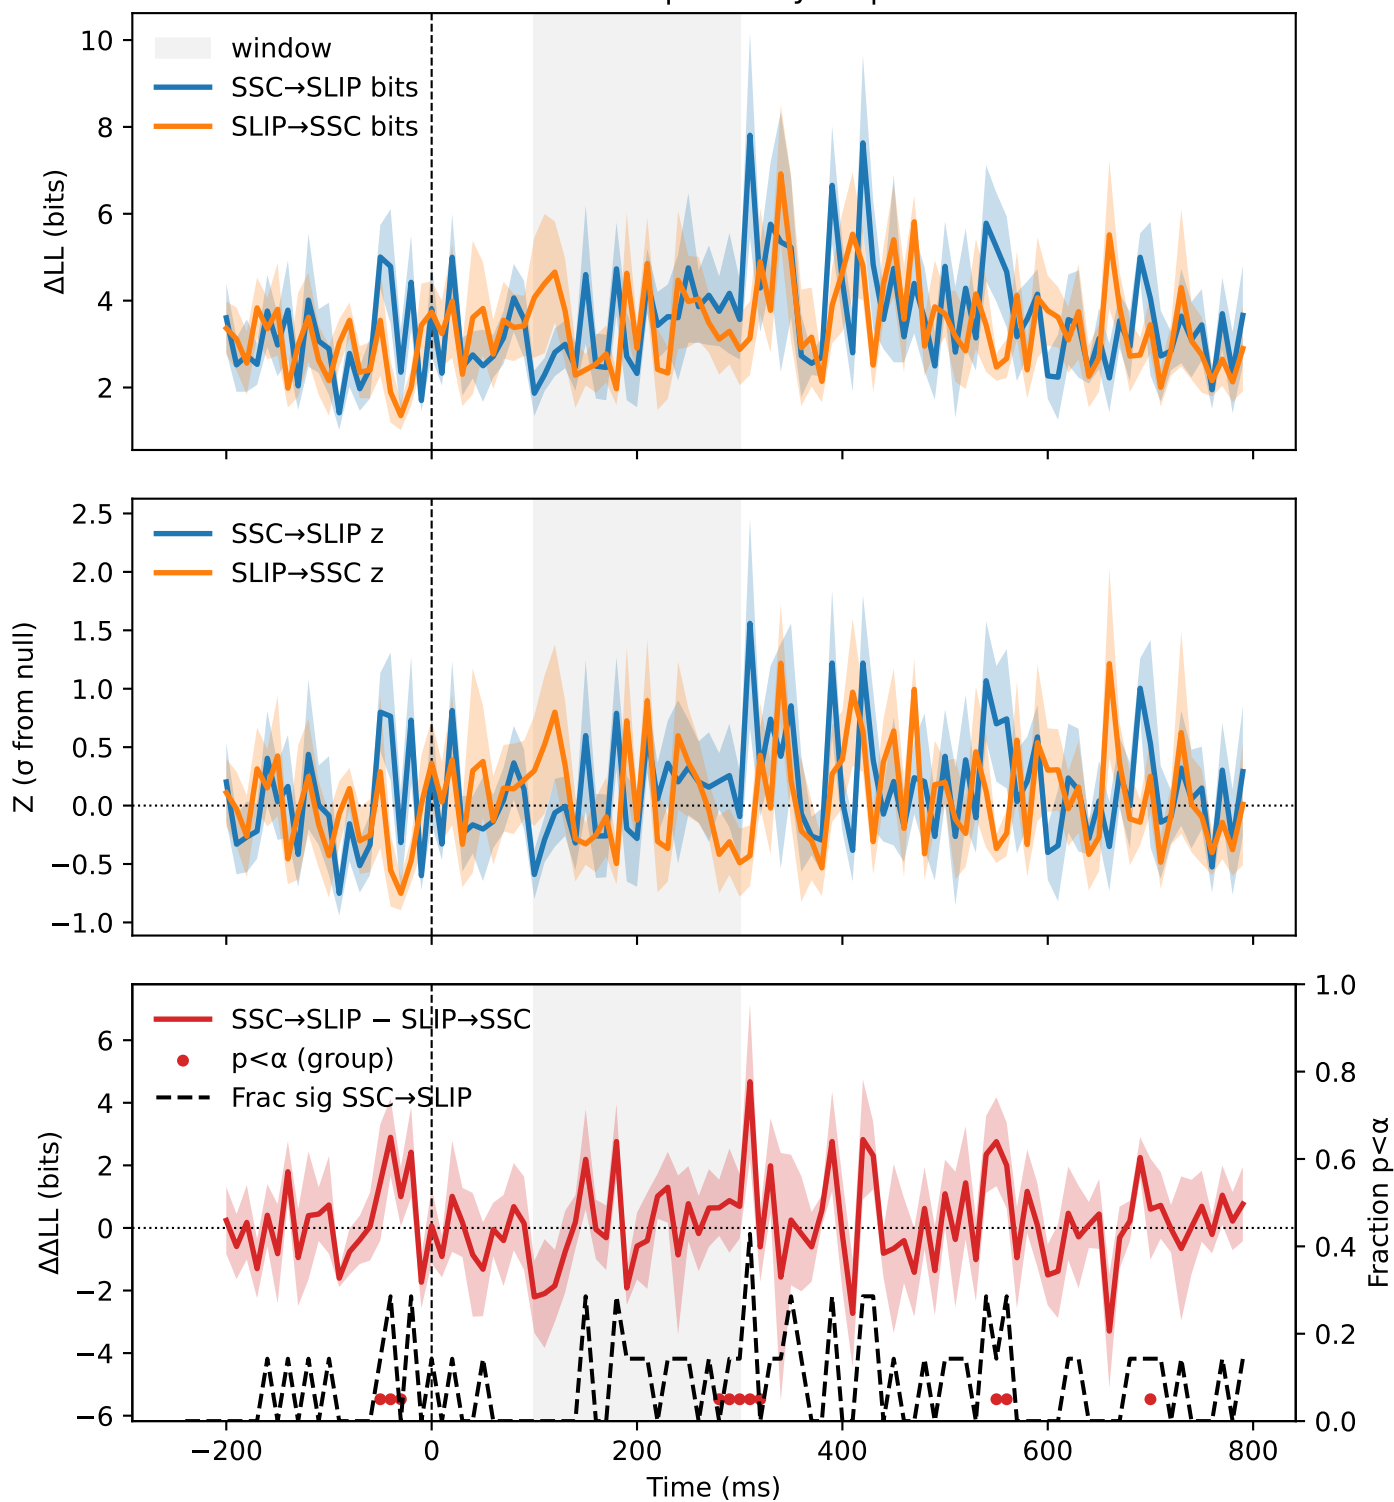 10
8
6
4
2
ΔLL (bits)
window
SSC→SLIP bits
SLIP→SSC bits
2.5
2.0
1.5
1.0
0.5
0.0
−0.5
−1.0
Z (σ from null)
SSC→SLIP z
SLIP→SSC z
6
4
2
0
−2
−4
−6
ΔΔLL (bits)
SSC→SLIP − SLIP→SSC
p<α (group)
Frac sig SSC→SLIP
1.0
0.8
0.6
0.4
0.2
0.0
Fraction p<α
−200
0
200
400
600
800
Time (ms)